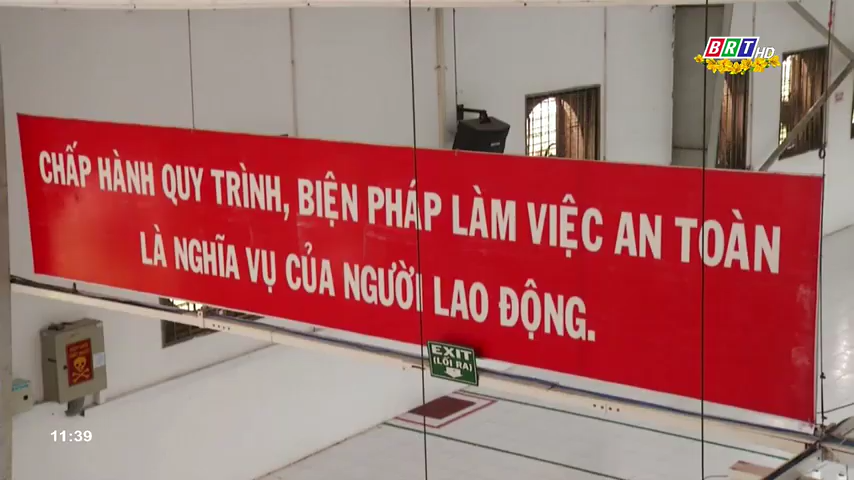 BRT HD
CHẤP HÀNH QUY TRÌNH, BIỆN PHÁP LÀM VIỆC AN TOÀN
LÀ NGHĨA VỤ CỦA NGƯỜI LAO ĐỘNG.
EXIT
(LỐI RA)
11:39